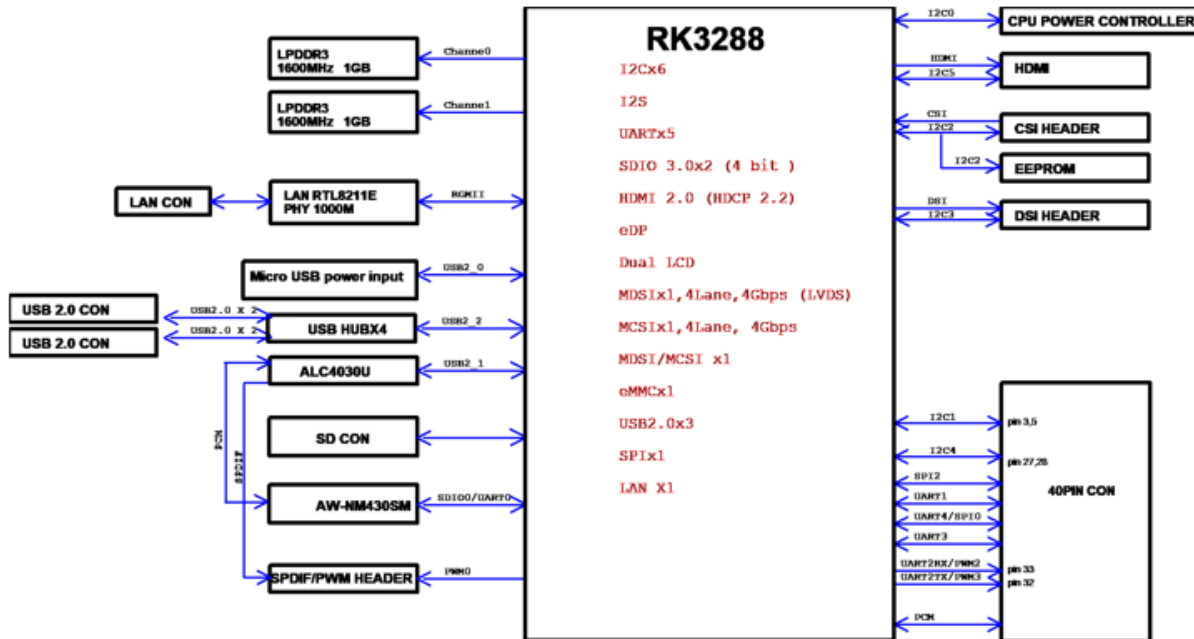 RK3288
I2Cx6
I2S
UARTx5
SDIO 3.0x2 (4 bit )
HDMI 2.0 (HDCP 2.2)
eDP
Dual LCD
MDSIx1,4Lane,4Gbps (LVDS)
MCSIx1,4Lane, 4Gbps
MDSI/MCSI x1
eMMCx1
USB2.0x3
SPIx1
LAN X1
LPDDR3
1600MHz 1GB
Channel0
LPDDR3
1600MHz 1GB
Channel1
LAN CON
LAN RTL8211E
PHY 1000M
RGMII
Micro USB power input
USB2_0
USB 2.0 CON
USB2.0 X 2
USB 2.0 CON
USB2.0 X 2
USB HUBX4
USB2_2
ALC4030U
USB2_1
PCM
SPDIF
SD CON
AW-NM430SM
SDIO0/UART0
SPDIF/PWM HEADER
PWM0
I2C0
CPU POWER CONTROLLER
HDMI
I2C5
HDMI
CSI
I2C2
CSI HEADER
I2C2
EEPROM
DSI
I2C3
DSI HEADER
I2C1
pin 3,5
I2C4
pin 27,28
SPI2
UART1
40PIN CON
UART4/SPI0
UART3
UART2RX/PWM2
pin 33
UART2TX/PWM3
pin 32
PCM